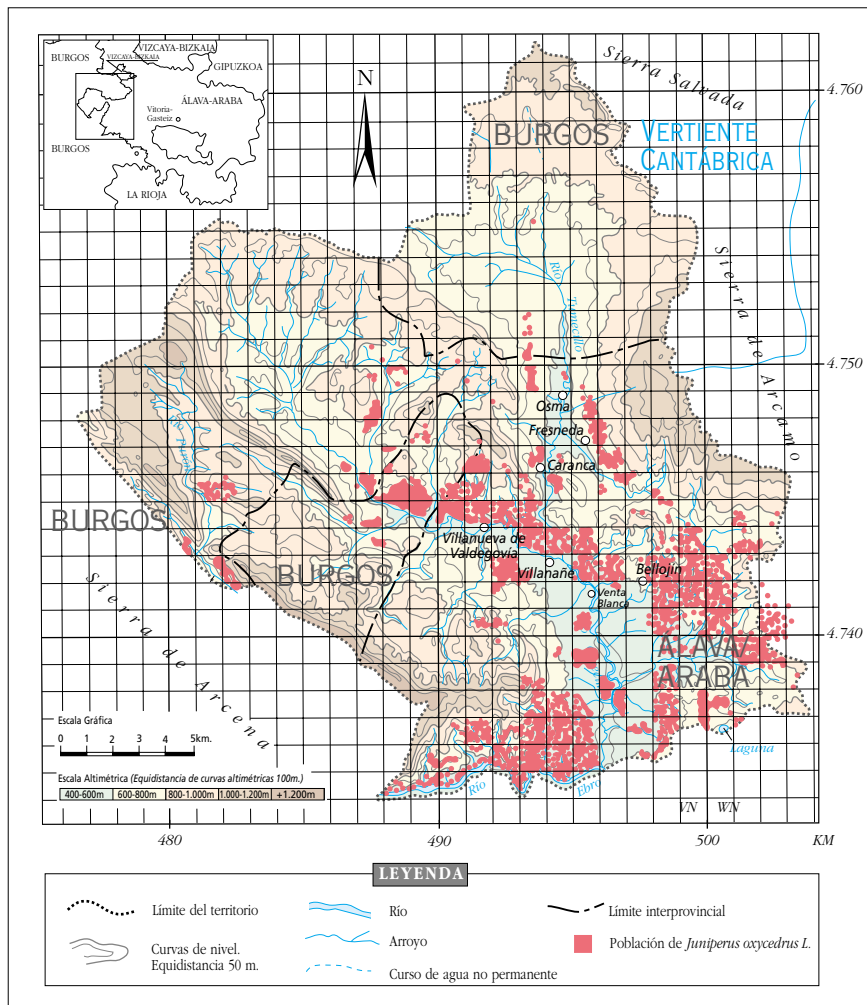 VIZCAYA-BIZKAIA
BURGOS
VIZCAYA-BIZKAIA
GIPUZKOA
ÁLAVA-ARABA
Vitoria-
Gasteiz
BURGOS
LA RIOJA
N
Sierra Salvada
4.760
BURGOS
VERTIENTE
CANTÁBRICA
Sierra de Arcamo
Río Tumecillo
4.750
Osma
Fresneda
Caranca
Río Purón
BURGOS
Villanueva de
Valdegovía
BURGOS
Villanañe
Bellojín
Venta
Blanca
Sierra de Arcena
4.740
ALAVA/
ARABA
Escala Gráfica
0 1 2 3 4 5km.
Laguna
Escala Altimétrica (Equidistancia de curvas altimétricas 100m.)
400-600m 600-800m 800-1.000m 1.000-1.200m +1.200m
Río Ebro
VN WN
480 490 500 KM
LEYENDA
Límite del territorio
Río
Límite interprovincial
Curvas de nivel.
Equidistancia 50 m.
Arroyo
Población de Juniperus oxycedrus L.
Curso de agua no permanente